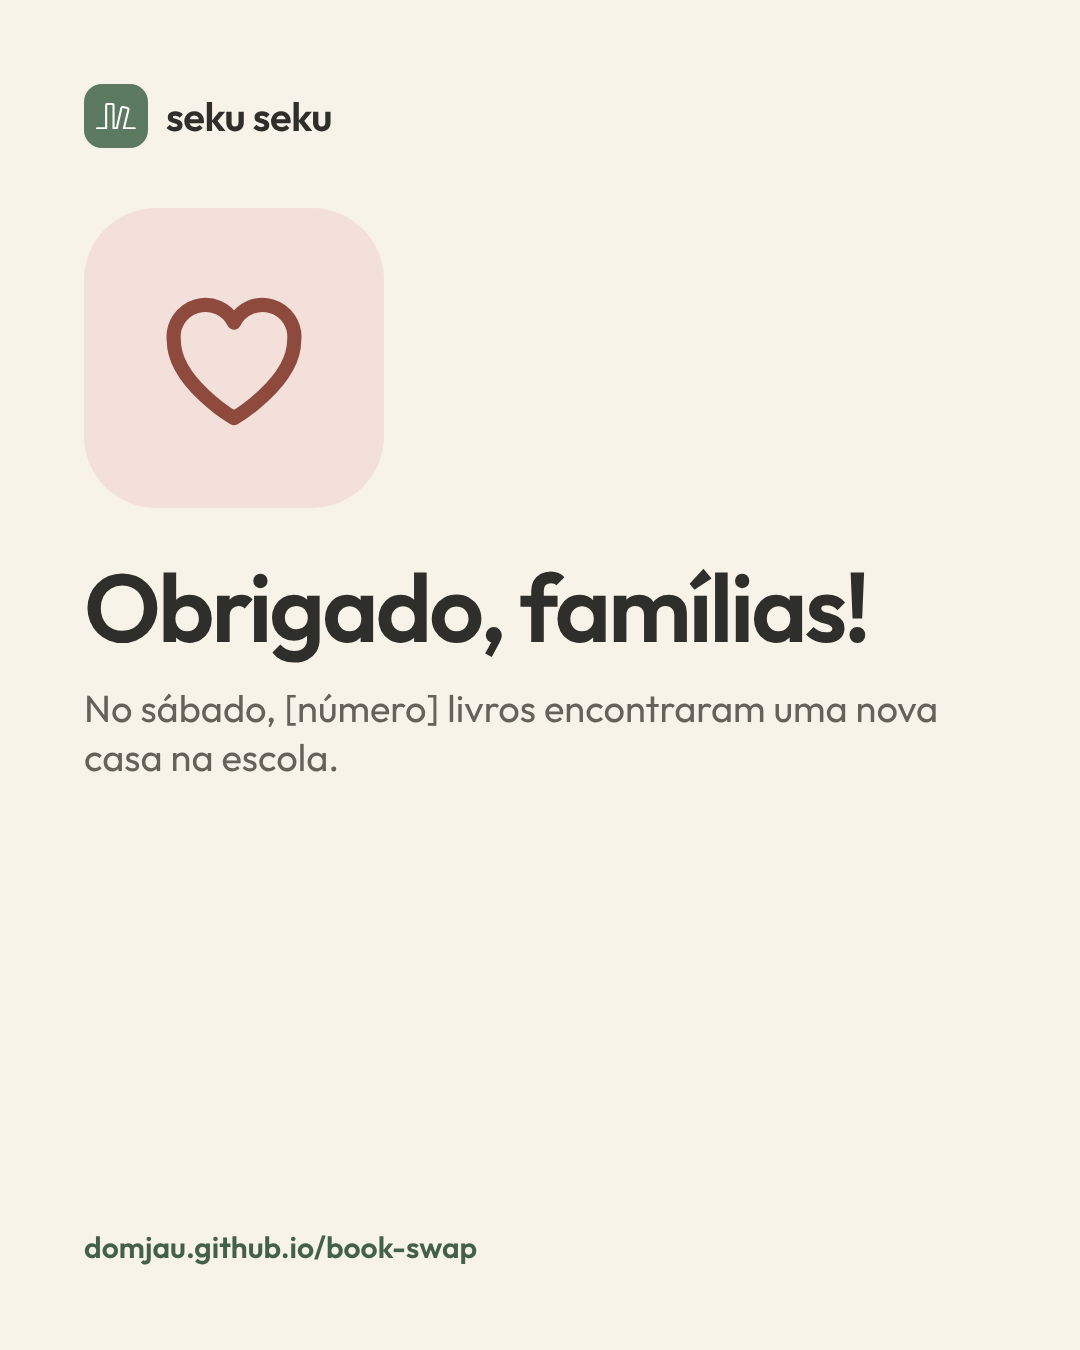 seku seku
Obrigado, famílias!
No sábado, [número] livros encontraram uma nova
casa na escola.
domjau.github.io/book-swap